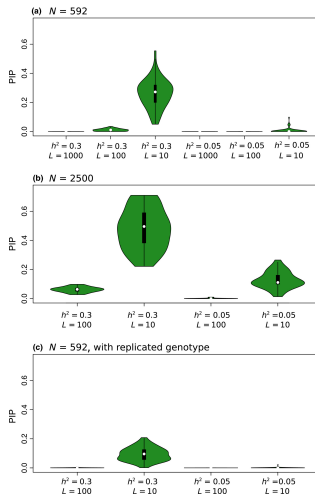 (a) N = 592
PIP
0.6
0.4
0.2
0.0
h² = 0.3 h² = 0.3 h² = 0.3 h² = 0.05 h² = 0.05 h² = 0.05
L = 1000 L = 100 L = 10 L = 1000 L = 100 L = 10
(b) N = 2500
PIP
0.6
0.4
0.2
0.0
h² = 0.3 h² = 0.3 h² = 0.05 h² = 0.05
L = 100 L = 10 L = 100 L = 10
(c) N = 592, with replicated genotype
PIP
0.6
0.4
0.2
0.0
h² = 0.3 h² = 0.3 h² = 0.05 h² = 0.05
L = 100 L = 10 L = 100 L = 10